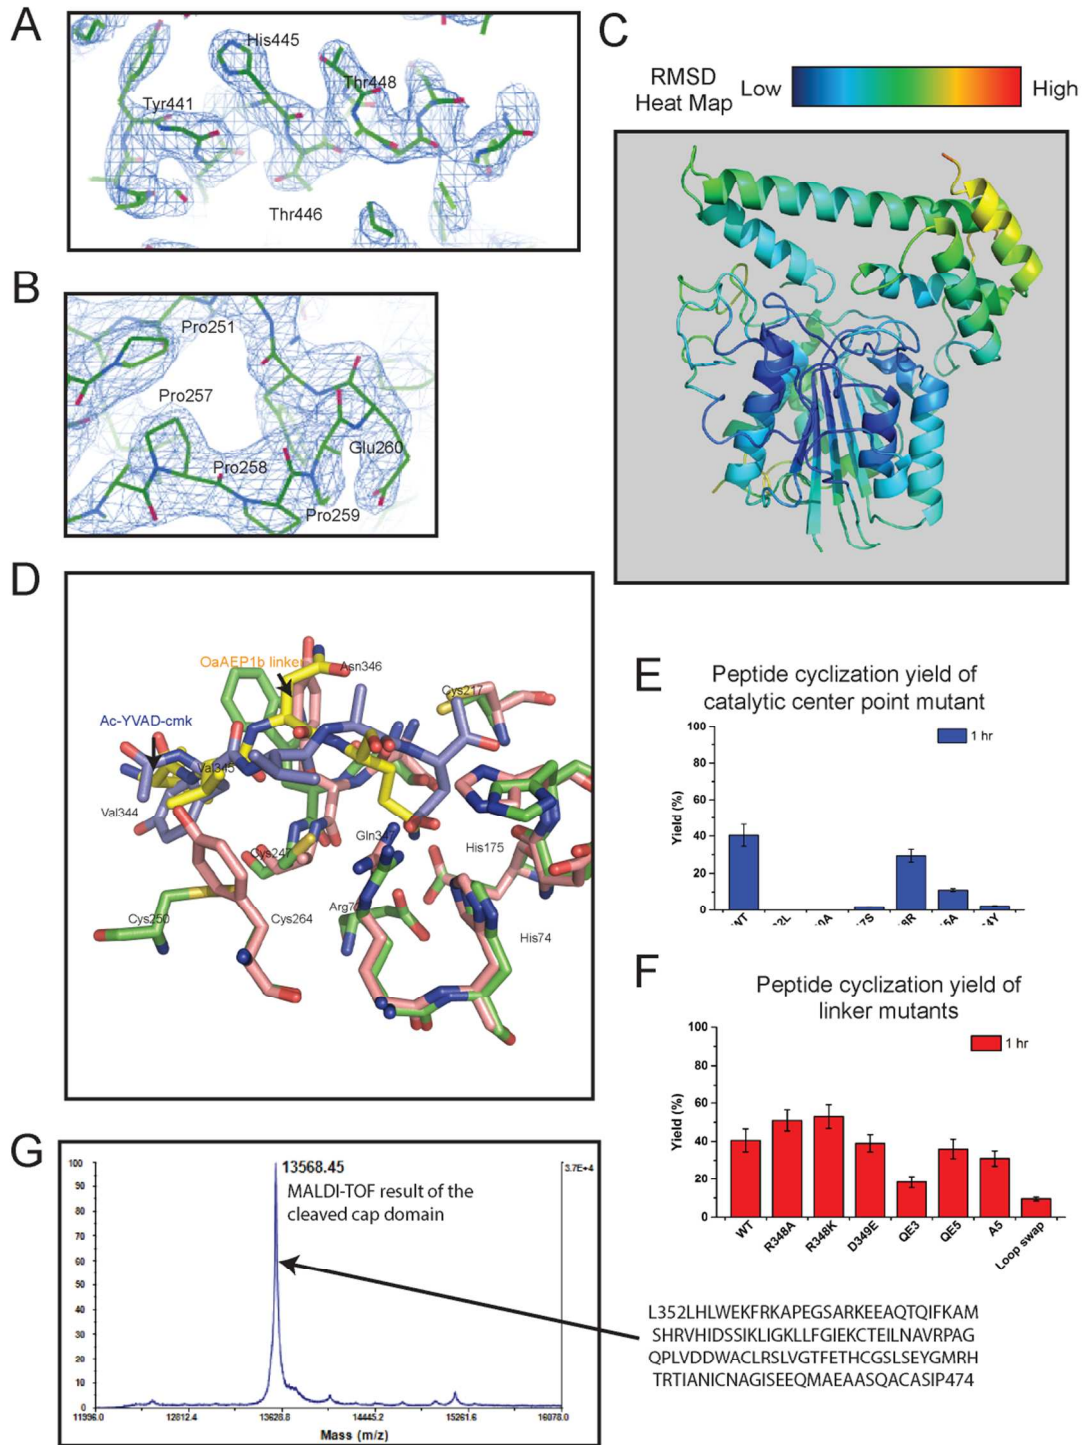 A
His445
Thr448
Tyr441
Thr446
B
Pro251
Pro257
Pro258
Glu260
Pro259
C
RMSD
Heat Map
Low
High
D
OaAEP1b linker
Asn346
Cys217
Ac-YVAD-cmk
Val345
Val344
Gln347
His175
Cys247
Cys250
Cys264
His74
E
Peptide cyclization yield of
catalytic center point mutant
1 hr
Yield (%)
100
80
60
40
20
0
WT
F
Peptide cyclization yield of
linker mutants
1 hr
Yield (%)
100
80
60
40
20
0
WT
R348A
R348K
D349E
QE3
QE5
A5
Loop swap
G
13568.45
MALDI-TOF result of the
cleaved cap domain
3.7E+4
100
90
80
70
60
50
40
30
20
10
0
11996.0
12812.4
13628.8
14445.2
15261.6
16078.0
Mass (m/z)
L352LHLWEKFRKAPEGSARKEEAQTQIFKAM
SHRVHIDSSIKLIGKLLFGIEKCTEILNAVRPAG
QPLVDDWACLRSLVGTFETHCGSLSEYGMRH
TRTIANICNAGISEEQMAEAASQACASIP474